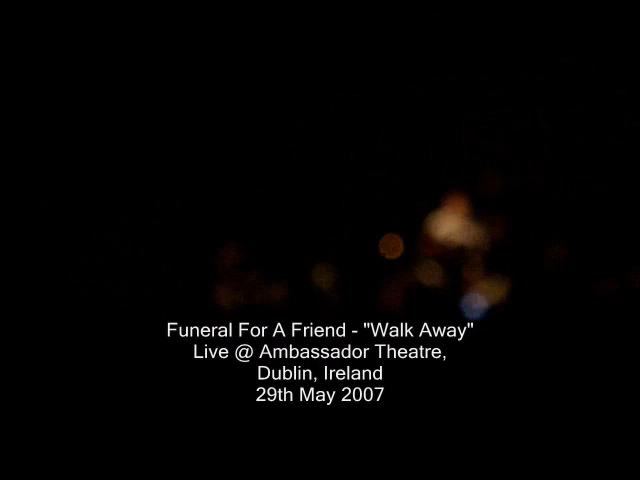 Funeral For A Friend - "Walk Away"
Live @ Ambassador Theatre,
Dublin, Ireland
29th May 2007